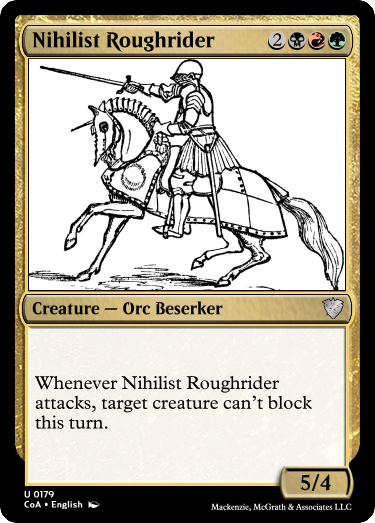 Nihilist Roughrider 2
Creature — Orc Beserker
Whenever Nihilist Roughrider
attacks, target creature can't block
this turn.
5/4
U 0179
CoA • English
Mackenzie, McGrath & Associates LLC